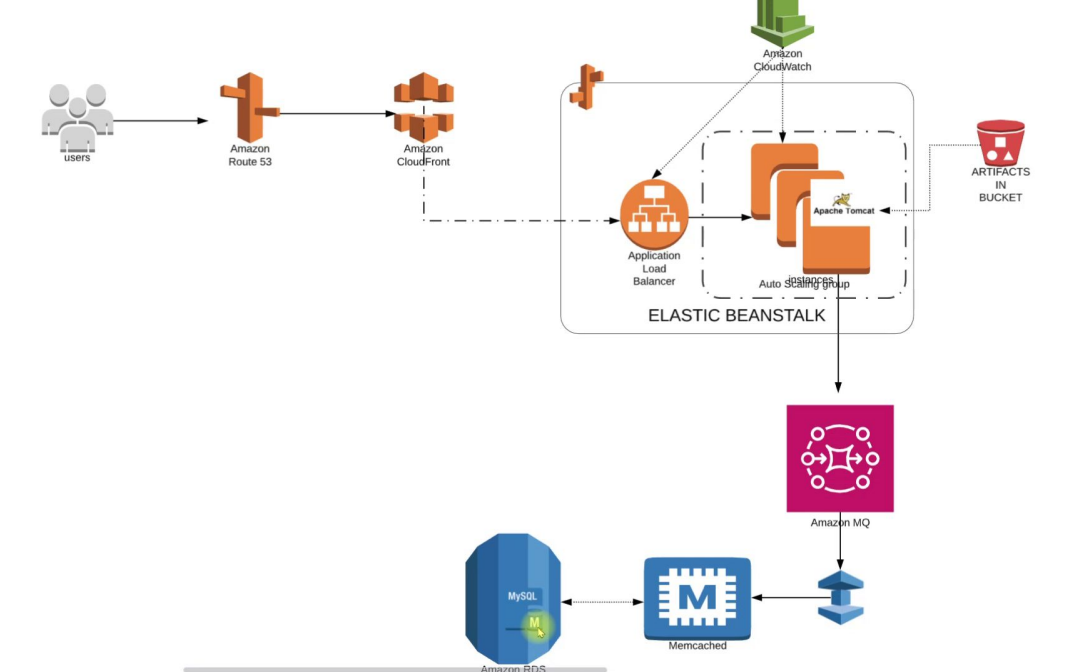 Amazon
CloudWatch
users
Amazon
Route 53
Amazon
CloudFront
ARTIFACTS
IN
BUCKET
Apache Tomcat
Application
Load
Balancer
instances
Auto Scaling group
ELASTIC BEANSTALK
Amazon MQ
MySQL
M
M
Memcached
Amazon RDS